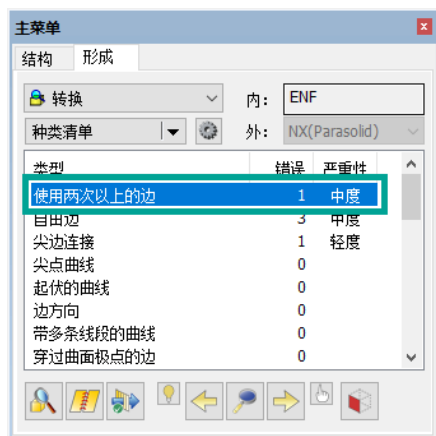 主菜单
结构 形成
转换 内: ENF
种类清单 外: NX(Parasolid)
类型 错误 严重性
使用两次以上的边 1 中度
自由边 3 中度
尖边连接 1 轻度
尖点曲线 0
起伏的曲线 0
边方向 0
带多条线段的曲线 0
穿过曲面极点的边 0